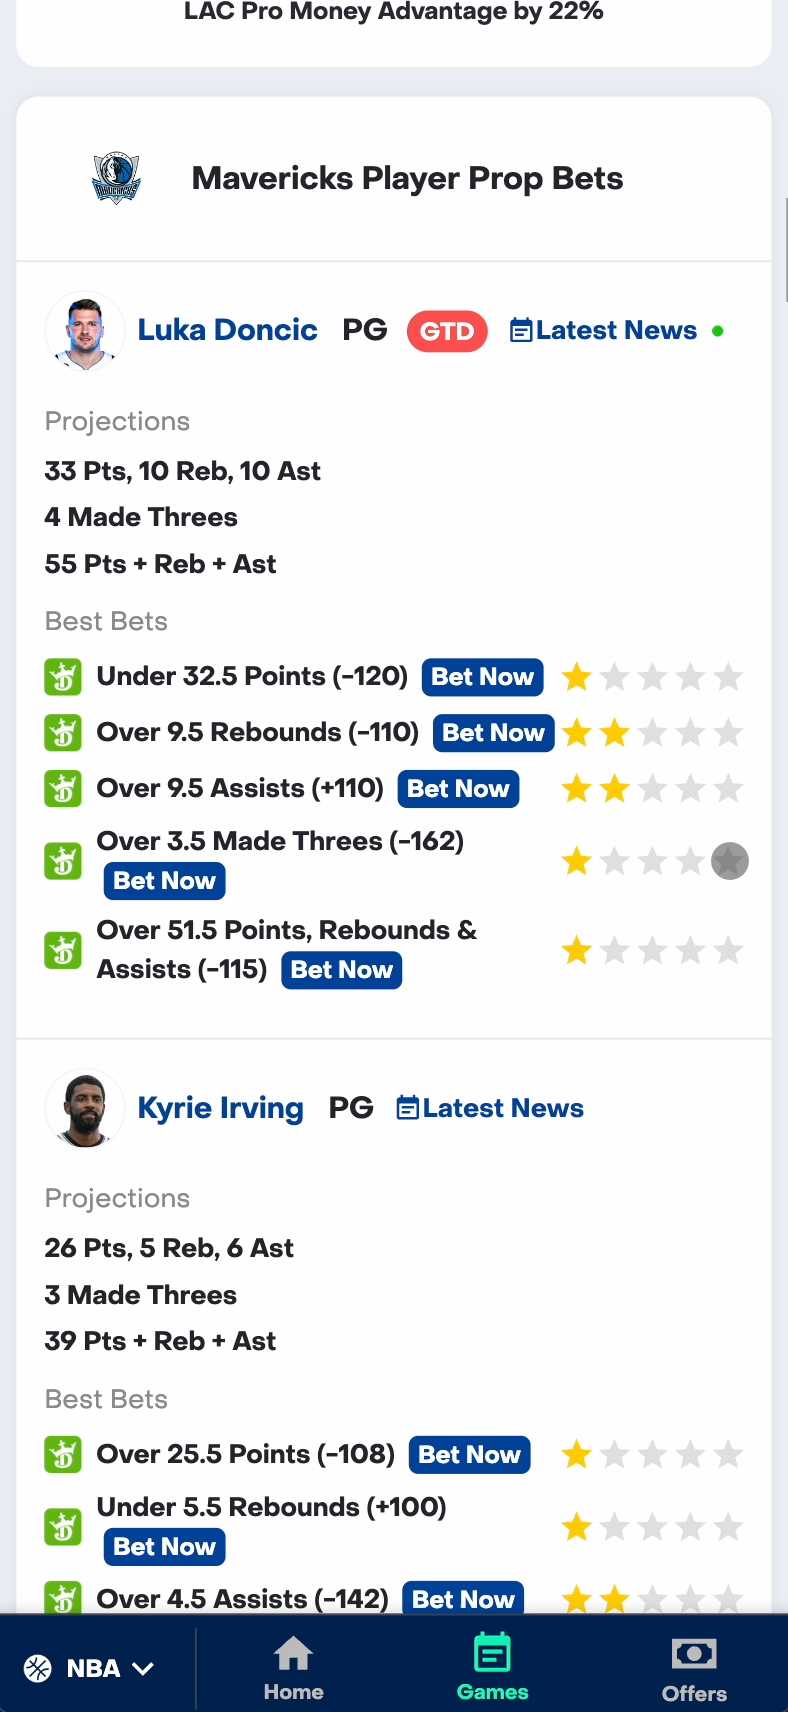 LAC Pro Money Advantage by 22%
Mavericks Player Prop Bets
Luka Doncic PG GTD Latest News
Projections
33 Pts, 10 Reb, 10 Ast
4 Made Threes
55 Pts + Reb + Ast
Best Bets
Under 32.5 Points (-120) Bet Now
Over 9.5 Rebounds (-110) Bet Now
Over 9.5 Assists (+110) Bet Now
Over 3.5 Made Threes (-162)
Bet Now
Over 51.5 Points, Rebounds &
Assists (-115) Bet Now
Kyrie Irving PG Latest News
Projections
26 Pts, 5 Reb, 6 Ast
3 Made Threes
39 Pts + Reb + Ast
Best Bets
Over 25.5 Points (-108) Bet Now
Under 5.5 Rebounds (+100)
Bet Now
Over 4.5 Assists (-142) Bet Now
NBA Home Games Offers